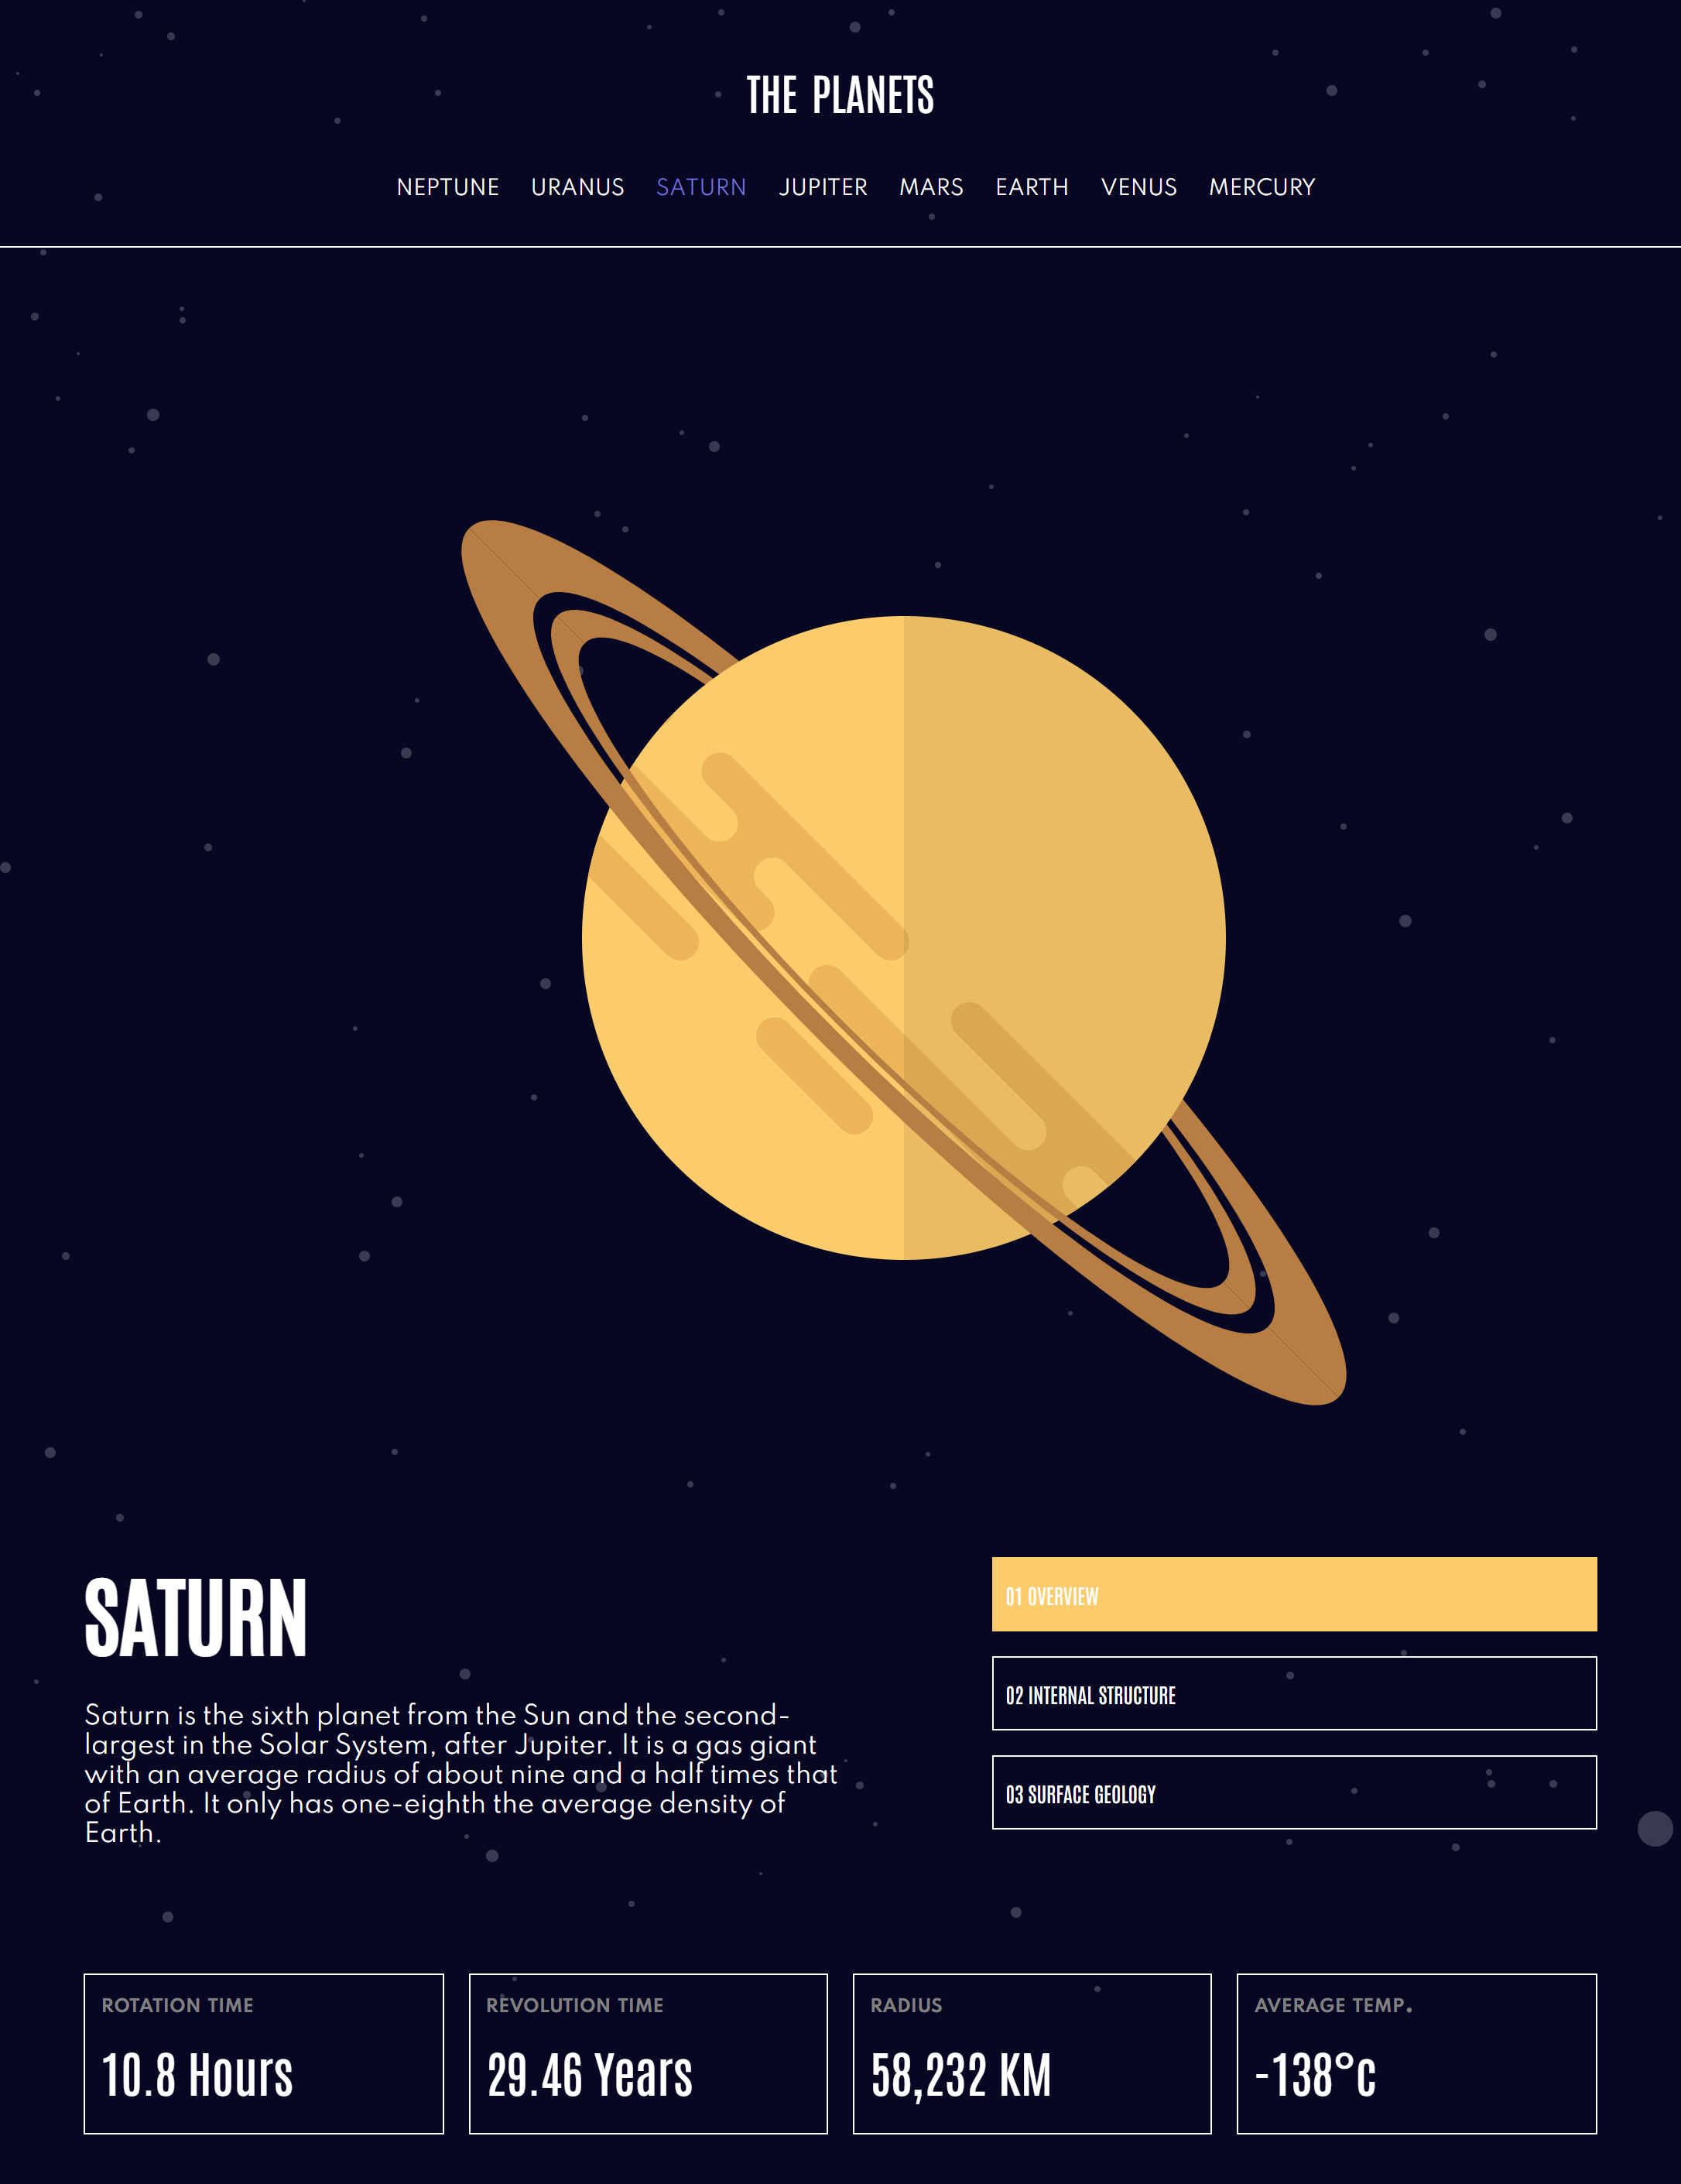 THE PLANETS
NEPTUNE URANUS SATURN JUPITER MARS EARTH VENUS MERCURY
SATURN
Saturn is the sixth planet from the Sun and the second-
largest in the Solar System, after Jupiter. It is a gas giant
with an average radius of about nine and a half times that
of Earth. It only has one-eighth the average density of
Earth.
01 OVERVIEW
02 INTERNAL STRUCTURE
03 SURFACE GEOLOGY
ROTATION TIME
10.8 Hours
REVOLUTION TIME
29.46 Years
RADIUS
58,232 KM
AVERAGE TEMP.
-138°c